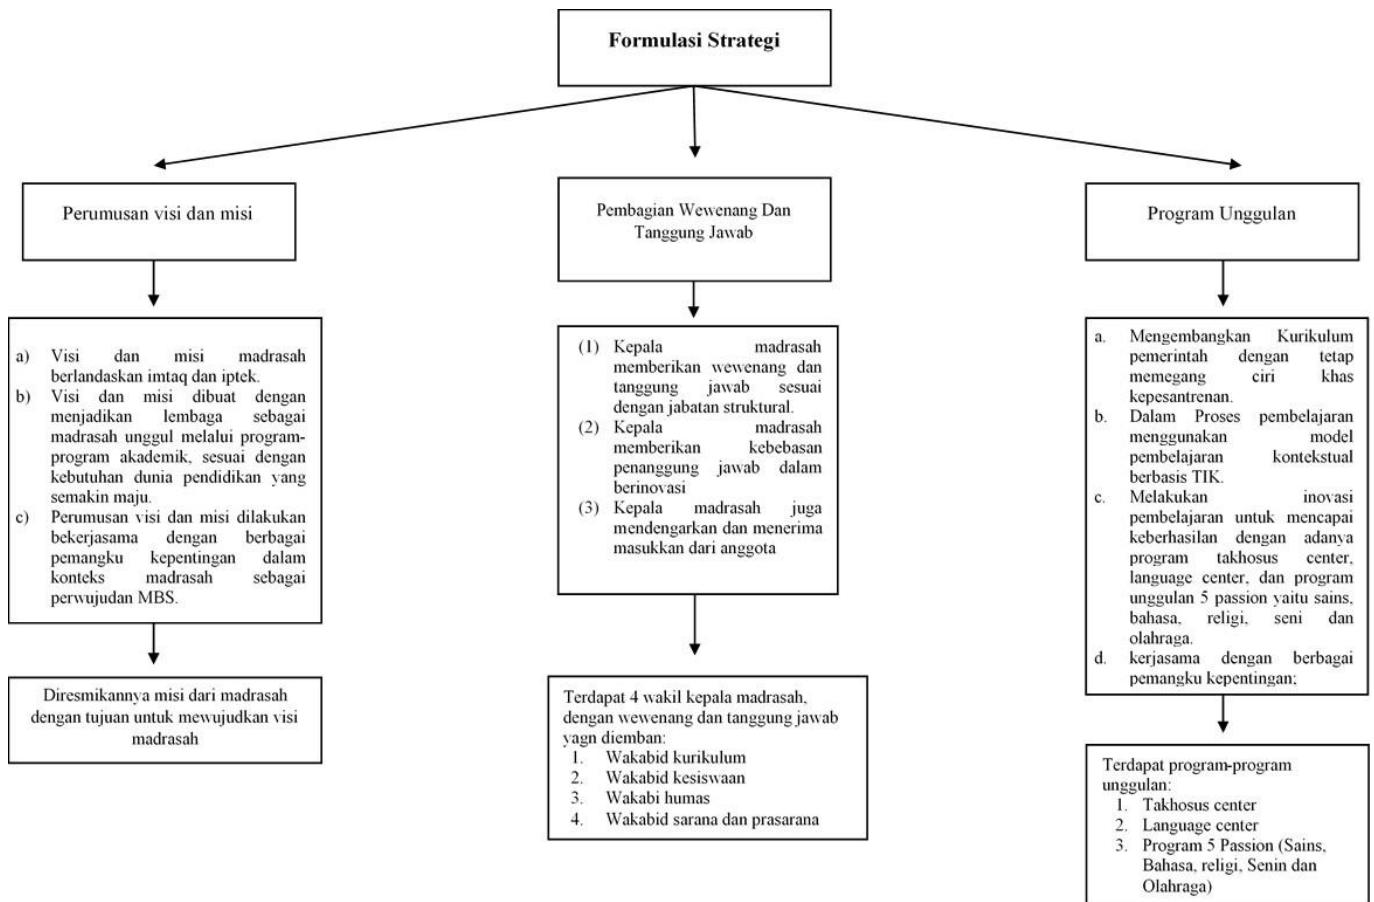 Formulasi Strategi
Perumusan visi dan misi
Pembagian Wewenang Dan
Tanggung Jawab
Program Unggulan
a) Visi dan misi madrasah
berlandaskan imtaq dan iptek.
b) Visi dan misi dibuat dengan
menjadikan lembaga sebagai
madrasah unggul melalui program-
program akademik, sesuai dengan
kebutuhan dunia pendidikan yang
semakin maju.
c) Perumusan visi dan misi dilakukan
bekerjasama dengan berbagai
pemangku kepentingan dalam
konteks madrasah sebagai
perwujudan MBS.
(1) Kepala madrasah
memberikan wewenang dan
tanggung jawab sesuai
dengan jabatan struktural.
(2) Kepala madrasah
memberikan kebebasan
penanggung jawab dalam
berinovasi
(3) Kepala madrasah juga
mendengarkan dan menerima
masukkan dari anggota
a. Mengembangkan Kurikulum
pemerintah dengan tetap
memegang ciri khas
kepesantrenan.
b. Dalam Proses pembelajaran
menggunakan model
pembelajaran kontekstual
berbasis TIK.
c. Melakukan inovasi
pembelajaran untuk mencapai
keberhasilan dengan adanya
program takhosus center,
language center, dan program
unggulan 5 passion yaitu sains,
bahasa, religi, seni dan
olahraga.
d. kerjasama dengan berbagai
pemangku kepentingan;
Diresmikannya misi dari madrasah
dengan tujuan untuk mewujudkan visi
madrasah
Terdapat 4 wakil kepala madrasah,
dengan wewenang dan tanggung jawab
yagn diemban:
1. Wakabid kurikulum
2. Wakabid kesiswaan
3. Wakabi humas
4. Wakabid sarana dan prasarana
Terdapat program-program
unggulan:
1. Takhosus center
2. Language center
3. Program 5 Passion (Sains,
Bahasa, religi, Senin dan
Olahraga)